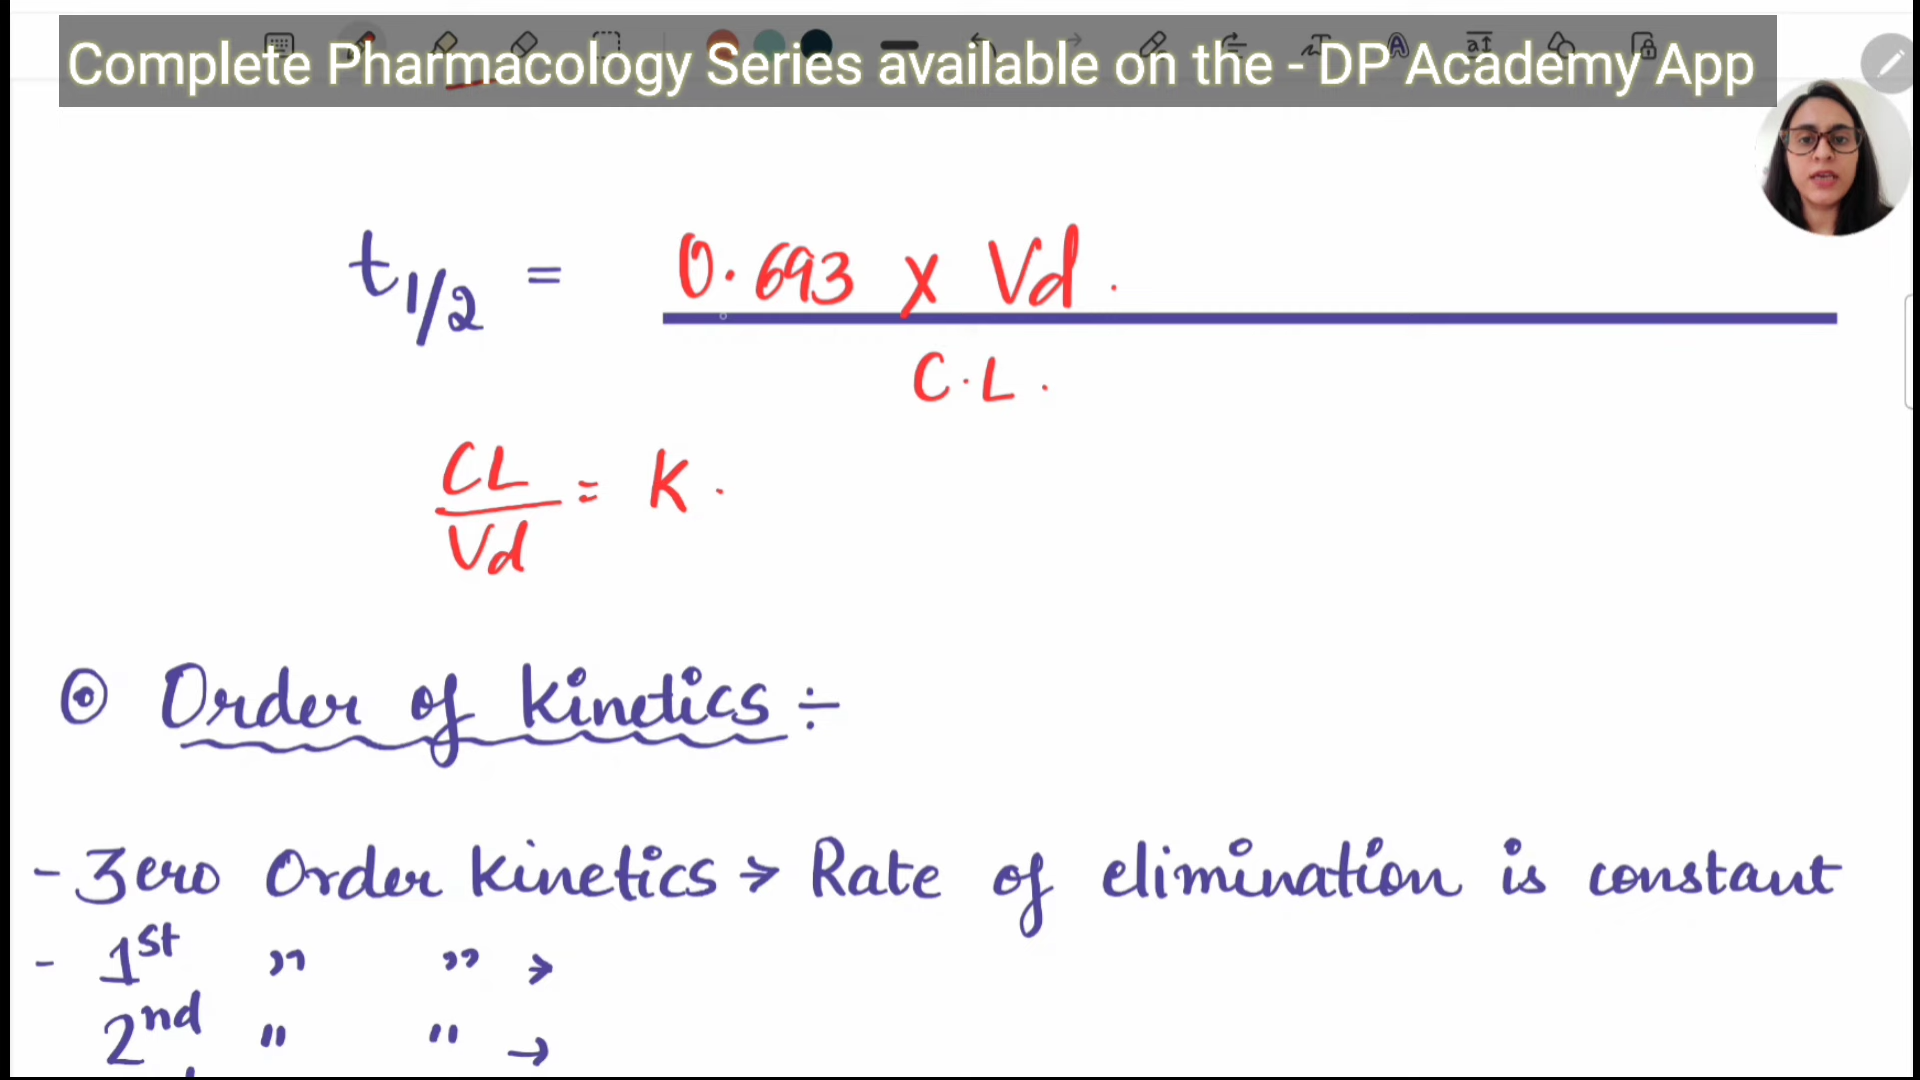 Complete Pharmacology Series available on the - DP Academy App
t1/2 = 0.693 x Vd .
C.L.
CL
Vd = K .
⊙ Order of kinetics ÷
- Zero Order kinetics → Rate of elimination is constant
- 1st " " →
2nd " " →